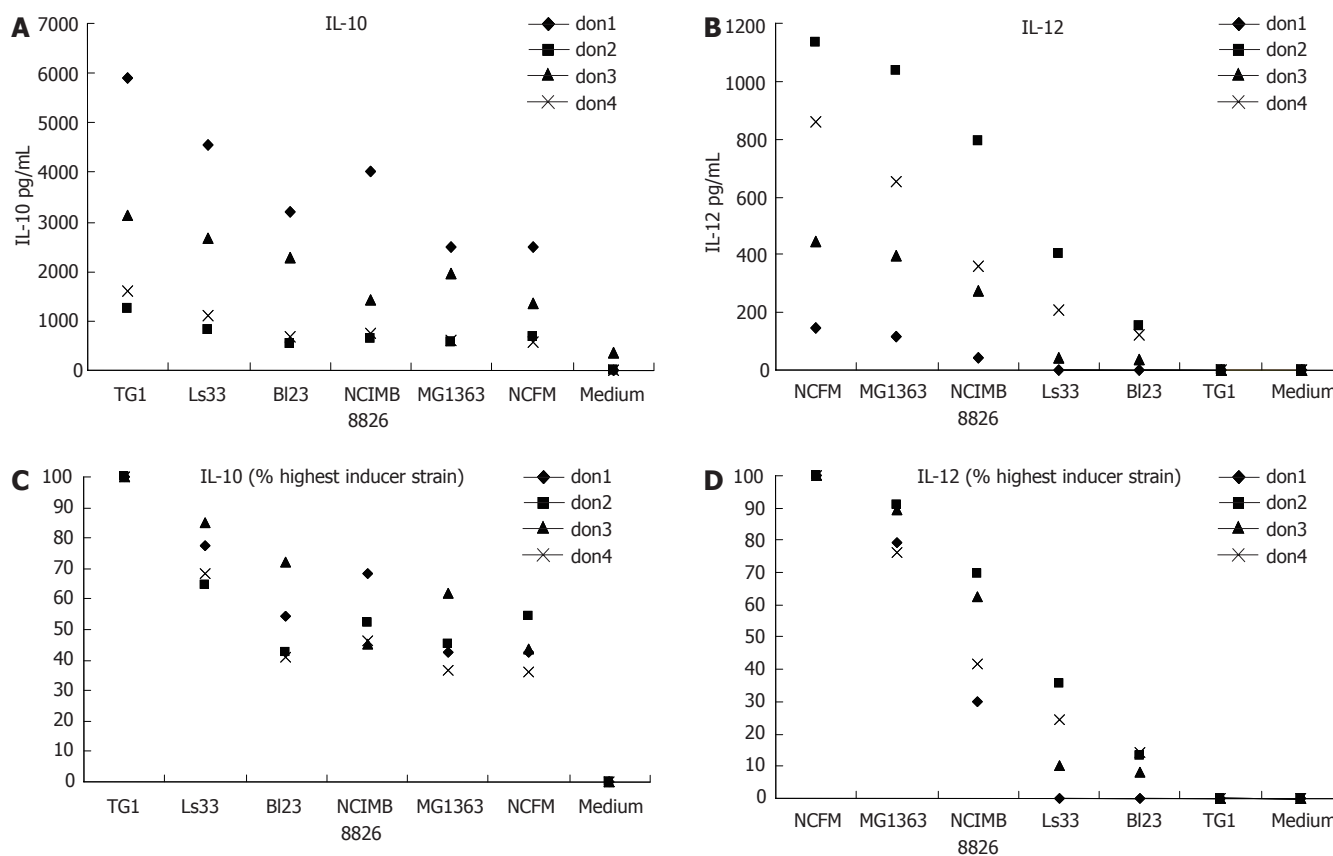 A
IL-10
don1
don2
don3
don4
IL-10 pg/mL
7000
6000
5000
4000
3000
2000
1000
0
TG1 Ls33 Bl23 NCIMB MG1363 NCFM Medium
8826
B
IL-12
don1
don2
don3
don4
IL-12 pg/mL
1200
1000
800
600
400
200
0
NCFM MG1363 NCIMB Ls33 Bl23 TG1 Medium
8826
C
IL-10 (% highest inducer strain)
don1
don2
don3
don4
100
90
80
70
60
50
40
30
20
10
0
TG1 Ls33 Bl23 NCIMB MG1363 NCFM Medium
8826
D
IL-12 (% highest inducer strain)
don1
don2
don3
don4
100
90
80
70
60
50
40
30
20
10
0
NCFM MG1363 NCIMB Ls33 Bl23 TG1 Medium
8826